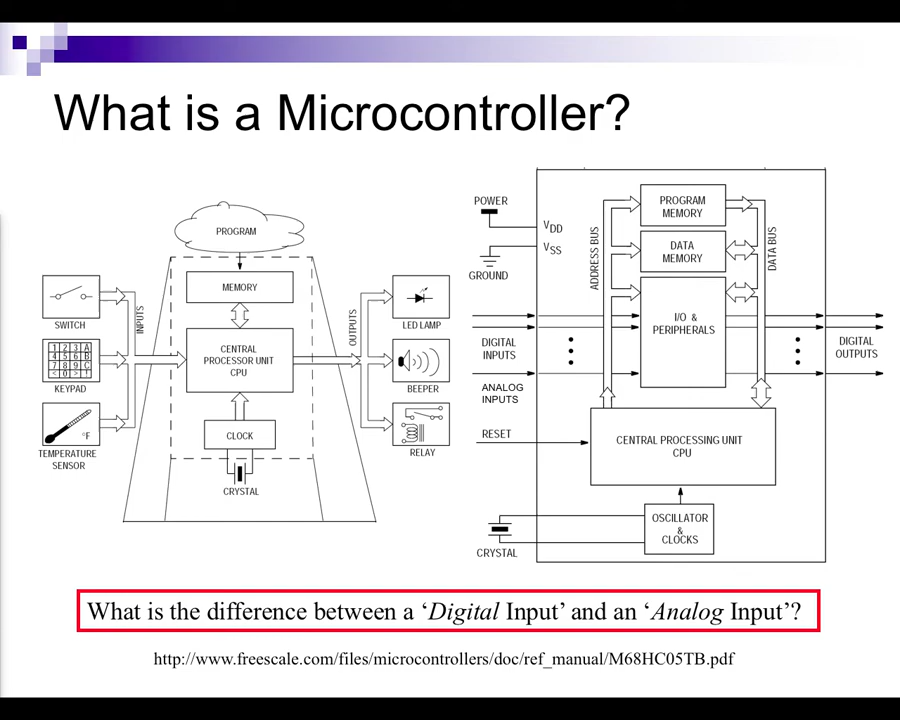 What is a Microcontroller?
PROGRAM
MEMORY
SWITCH
INPUTS
KEYPAD
1 2 3 A
4 5 6 B
7 8 9 C
< 0 > !
°F
TEMPERATURE
SENSOR
CENTRAL
PROCESSOR UNIT
CPU
CLOCK
CRYSTAL
OUTPUTS
LED LAMP
BEEPER
RELAY
POWER
VDD
VSS
GROUND
ADDRESS BUS
PROGRAM
MEMORY
DATA
MEMORY
DATA BUS
I/O &
PERIPHERALS
DIGITAL
INPUTS
DIGITAL
OUTPUTS
ANALOG
INPUTS
RESET
CENTRAL PROCESSING UNIT
CPU
OSCILLATOR
&
CLOCKS
CRYSTAL
What is the difference between a ‘Digital Input’ and an ‘Analog Input’?
http://www.freescale.com/files/microcontrollers/doc/ref_manual/M68HC05TB.pdf